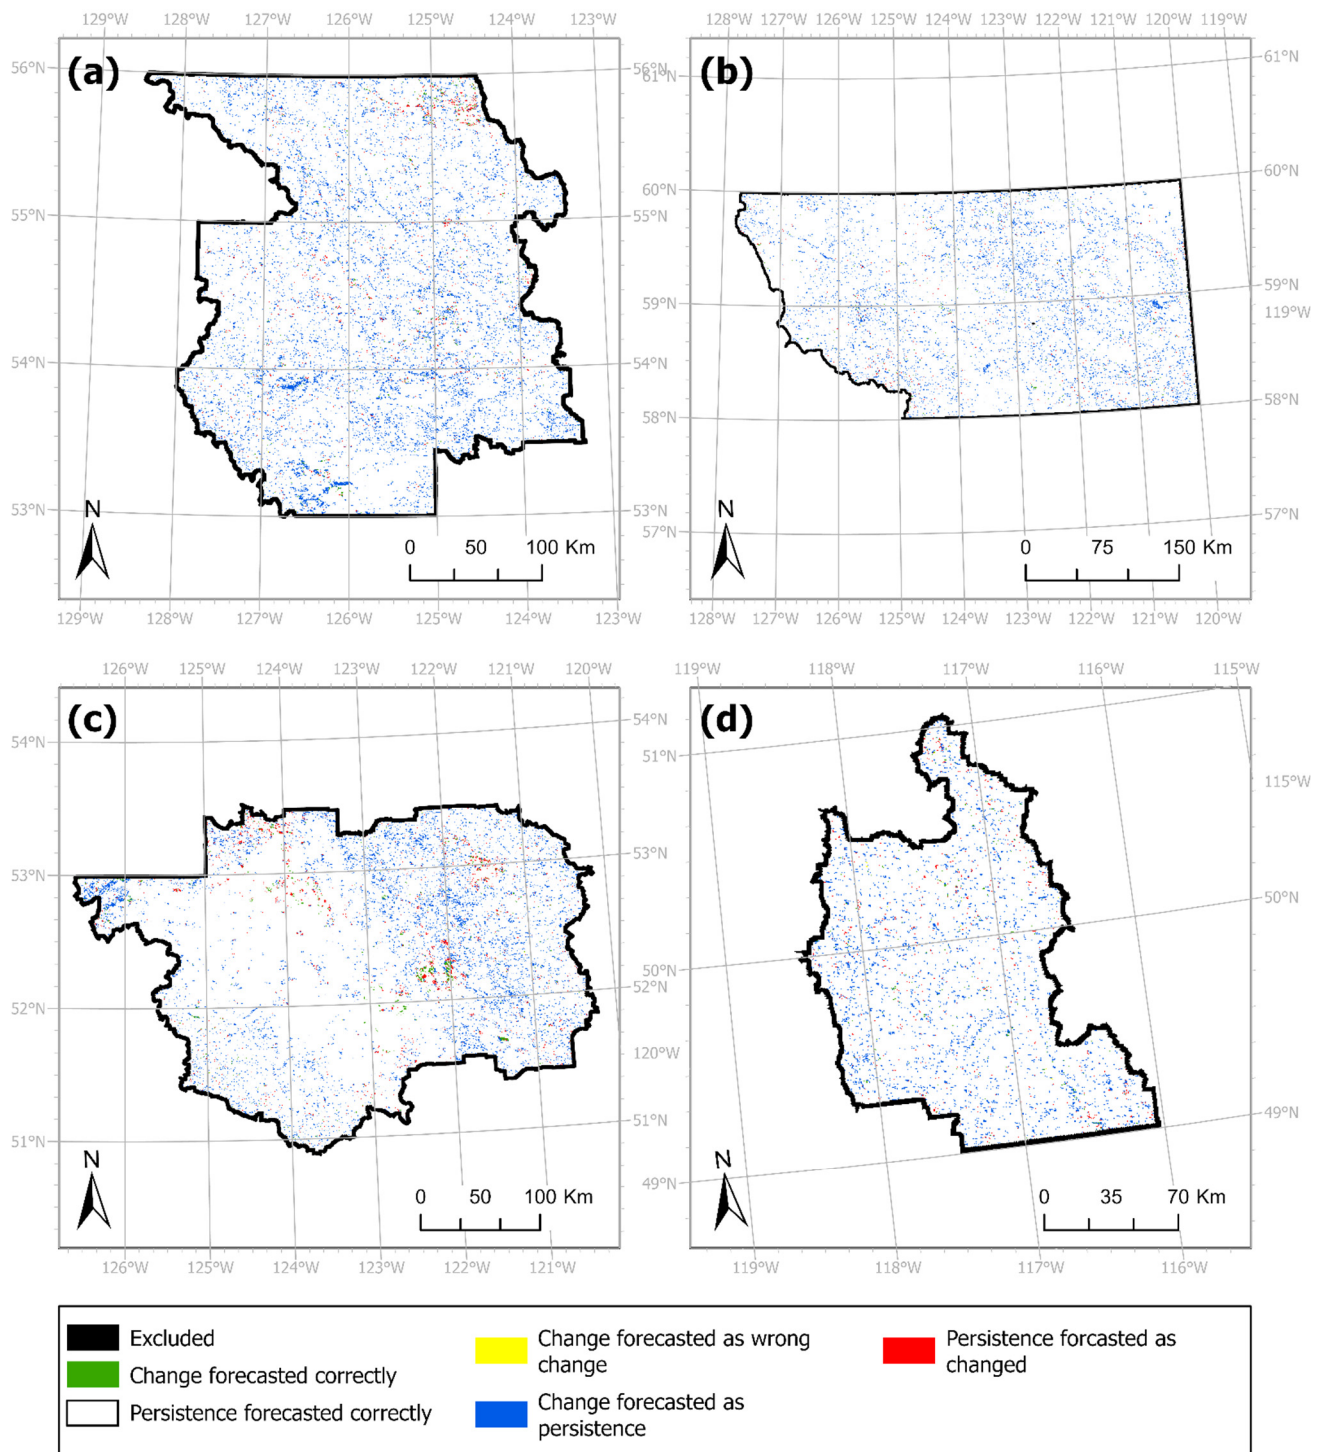 129°W 128°W 127°W 126°W 125°W 124°W 123°W
128°W 127°W 126°W 125°W 124°W 123°W 122°W 121°W 120°W 119°W
(a)
56°N
55°N
54°N
53°N
56°N
55°N
54°N
53°N
N
0 50 100 Km
129°W 128°W 127°W 126°W 125°W 124°W 123°W 122°W
(b)
61°N
60°N
59°N
58°N
57°N
61°N
60°N
59°N
119°W
58°N
57°N
N
0 75 150 Km
128°W 127°W 126°W 125°W 124°W 123°W 122°W 121°W 120°W
126°W 125°W 124°W 123°W 122°W 121°W 120°W
119°W 118°W 117°W 116°W 115°W
(c)
54°N
53°N
52°N
51°N
54°N
53°N
52°N
120°W
51°N
N
0 50 100 Km
126°W 125°W 124°W 123°W 122°W 121°W
(d)
51°N
50°N
49°N
115°W
50°N
49°N
N
0 35 70 Km
119°W 118°W 117°W 116°W
Excluded
Change forecasted correctly
Persistence forecasted correctly
Change forecasted as wrong
change
Change forecasted as
persistence
Persistence forcasted as
changed